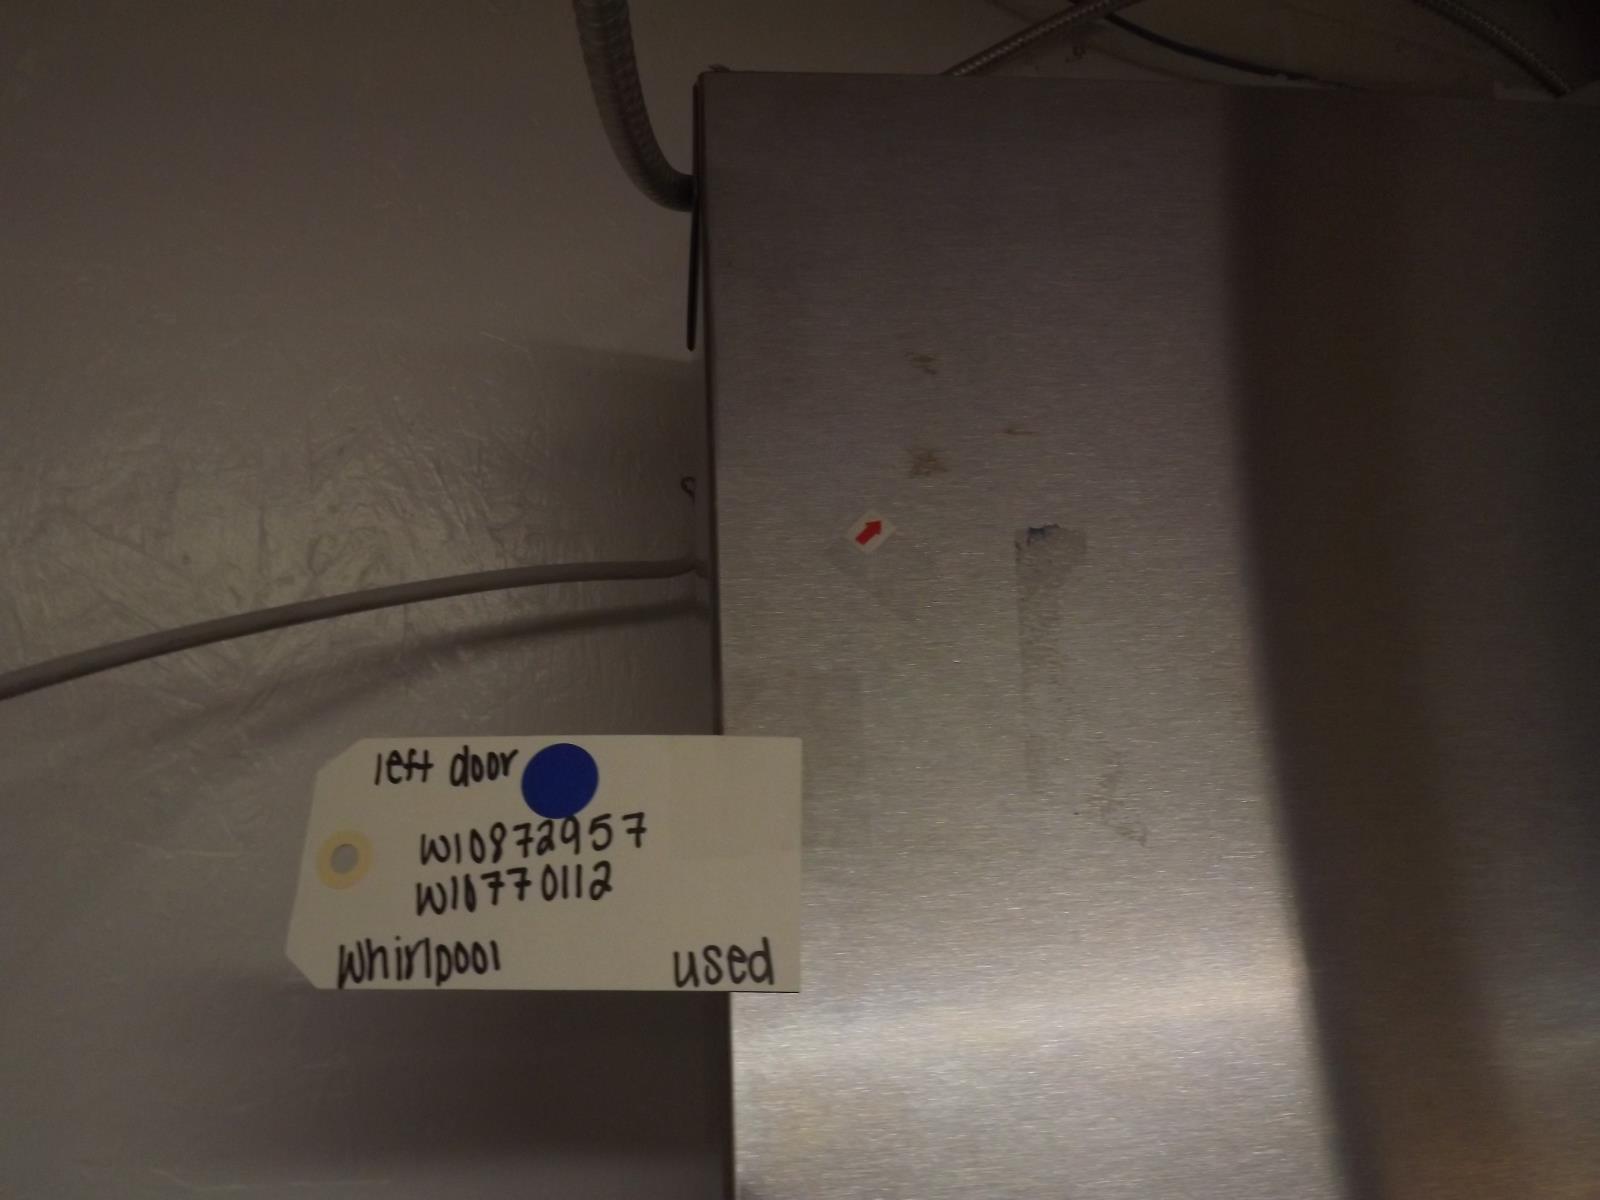 left door
W10872957
W10770112
Whirlpool
used